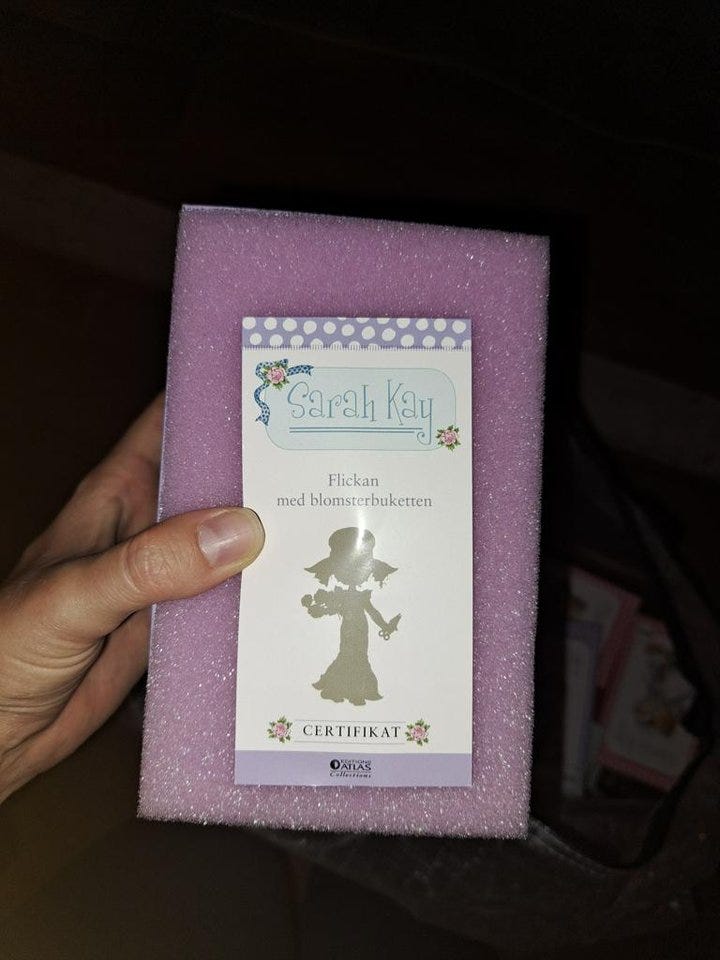 Sarah Kay
Flickan
med blomsterbuketten
CERTIFIKAT
EDITIONS
ATLAS
Collections